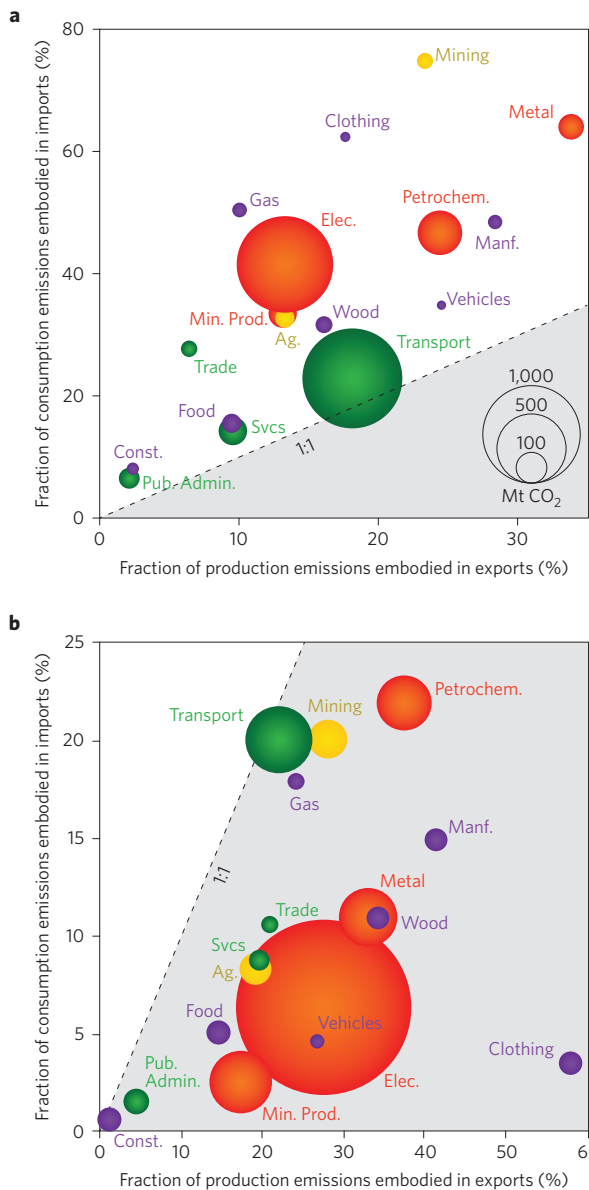 a
Fraction of consumption emissions embodied in imports (%)
80
60
40
20
0
Mining
Metal
Clothing
Gas
Elec.
Petrochem.
Manf.
Min. Prod.
Ag.
Wood
Vehicles
Transport
Trade
Food
Svcs
Const.
Pub. Admin.
1:1
1,000
500
100
Mt CO₂
0
10
20
30
Fraction of production emissions embodied in exports (%)
b
Fraction of consumption emissions embodied in imports (%)
25
20
15
10
5
0
Petrochem.
Mining
Transport
Gas
Manf.
1:1
Metal
Trade
Wood
Svcs
Ag.
Food
Vehicles
Clothing
Pub.
Admin.
Elec.
Min. Prod.
Const.
0
10
20
30
40
50
60
Fraction of production emissions embodied in exports (%)